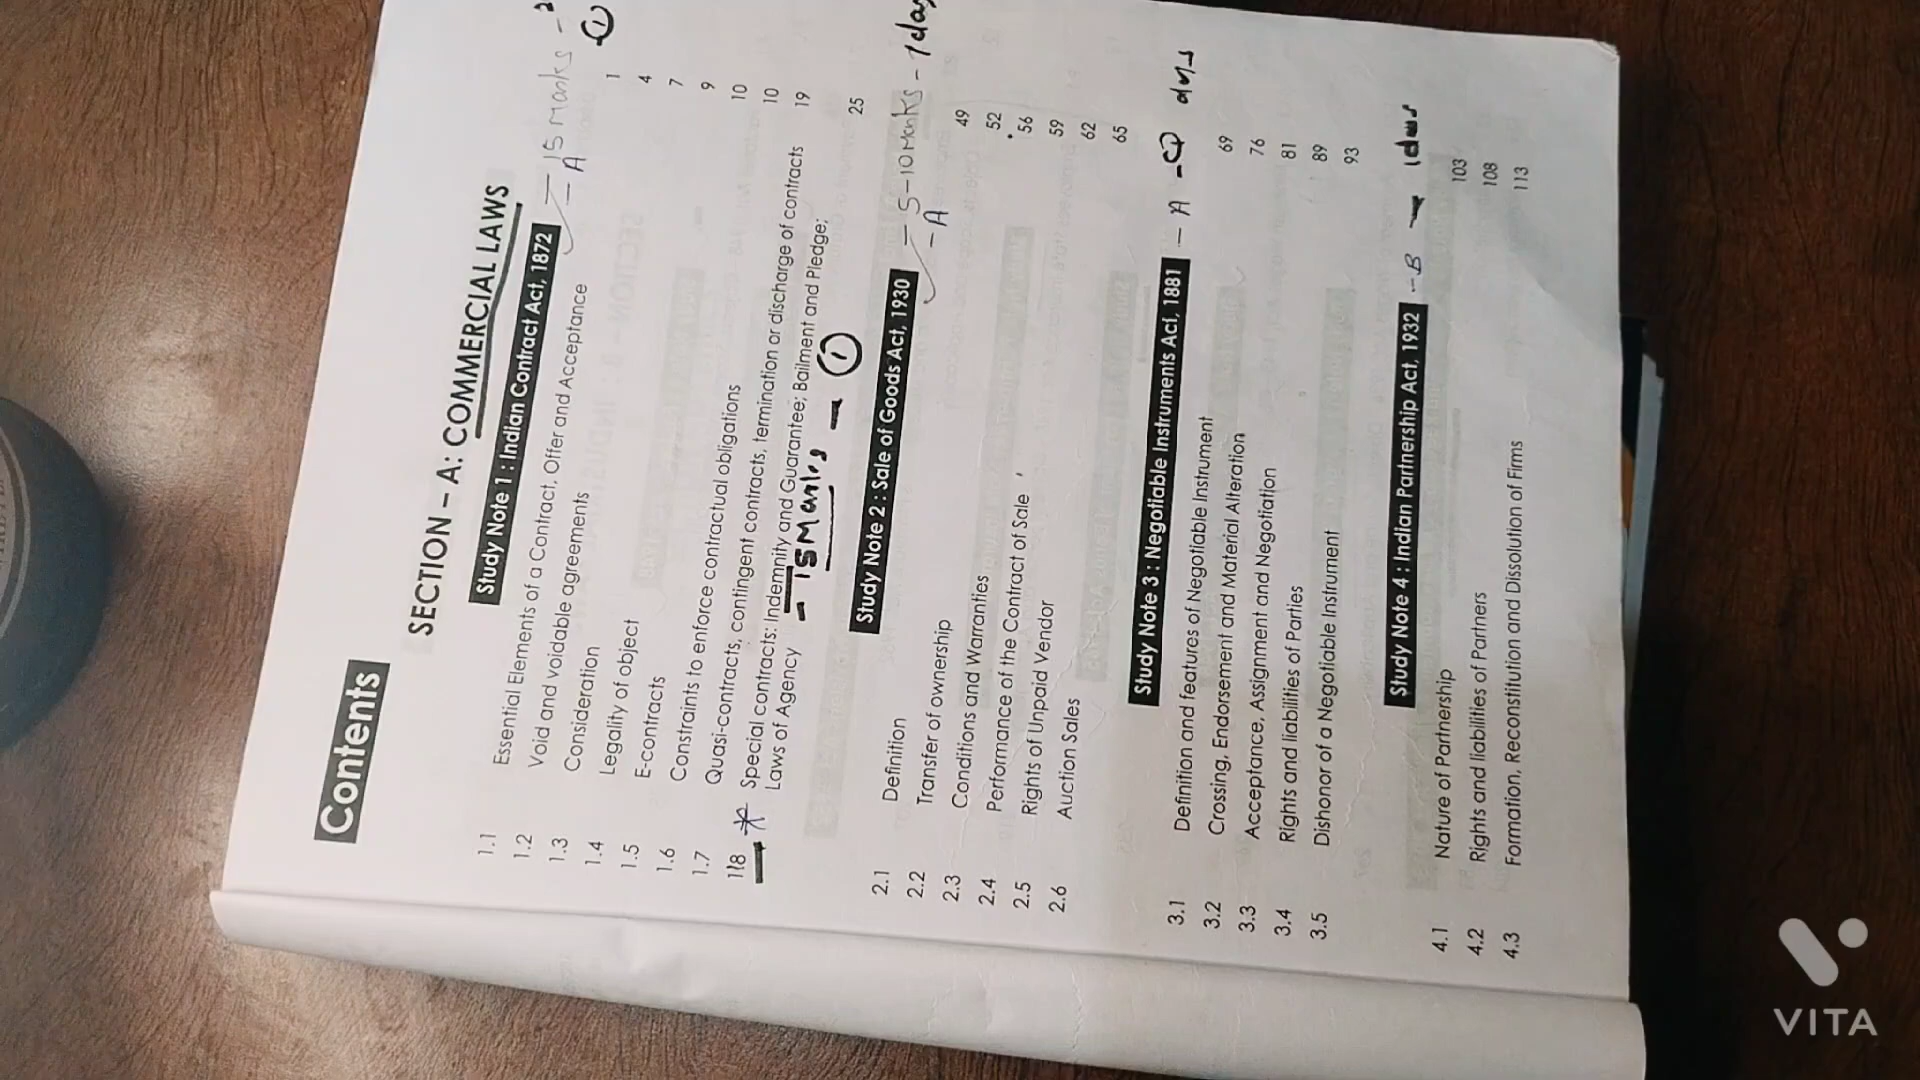 Contents
SECTION – A: COMMERCIAL LAWS
Study Note 1 : Indian Contract Act, 1872 – 15 Marks –
– A
1.1 Essential Elements of a Contract, Offer and Acceptance 1
1.2 Void and voidable agreements 4
1.3 Consideration 7
1.4 Legality of object 9
1.5 E-contracts 10
1.6 Constraints to enforce contractual obligations 10
1.7 Quasi-contracts, contingent contracts, termination or discharge of contracts 19
1.8 * Special contracts: Indemnity and Guarantee; Bailment and Pledge;
Laws of Agency 25
– 15 Marks – 1
Study Note 2 : Sale of Goods Act, 1930 – 5-10 Marks – 1
– A
2.1 Definition 49
2.2 Transfer of ownership 52
2.3 Conditions and Warranties 56
2.4 Performance of the Contract of Sale 59
2.5 Rights of Unpaid Vendor 62
2.6 Auction Sales 65
Study Note 3 : Negotiable Instruments Act, 1881 – A – 1 days
3.1 Definition and features of Negotiable Instrument 69
3.2 Crossing, Endorsement and Material Alteration 76
3.3 Acceptance, Assignment and Negotiation 81
3.4 Rights and liabilities of Parties 89
3.5 Dishonor of a Negotiable Instrument 93
Study Note 4 : Indian Partnership Act, 1932 – B –
4.1 Nature of Partnership 103
4.2 Rights and liabilities of Partners 108
4.3 Formation, Reconstitution and Dissolution of Firms 113
VITA